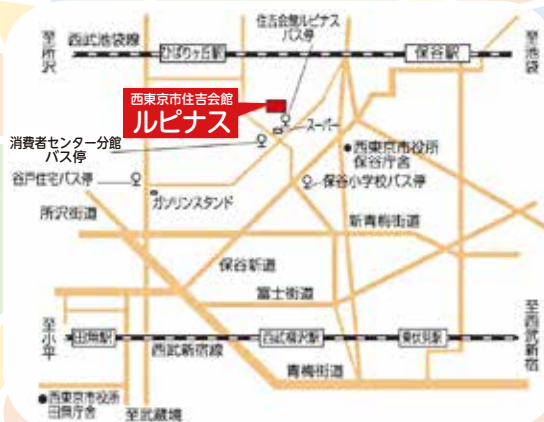 住吉会館ルピナス
バス停
至所沢
西武池袋線
ひばりヶ丘駅
保谷駅
至池袋
西東京市住吉会館
ルピナス
スーパー
消費者センター分館
バス停
●西東京市役所
保谷庁舎
谷戸住宅バス停
保谷小学校バス停
ガソリンスタンド
所沢街道
新青梅街道
保谷新道
富士街道
至小平
田無駅
西武新宿線
西武柳沢駅
東伏見駅
至西武新宿
青梅街道
●西東京市役所
田無庁舎
至武蔵境